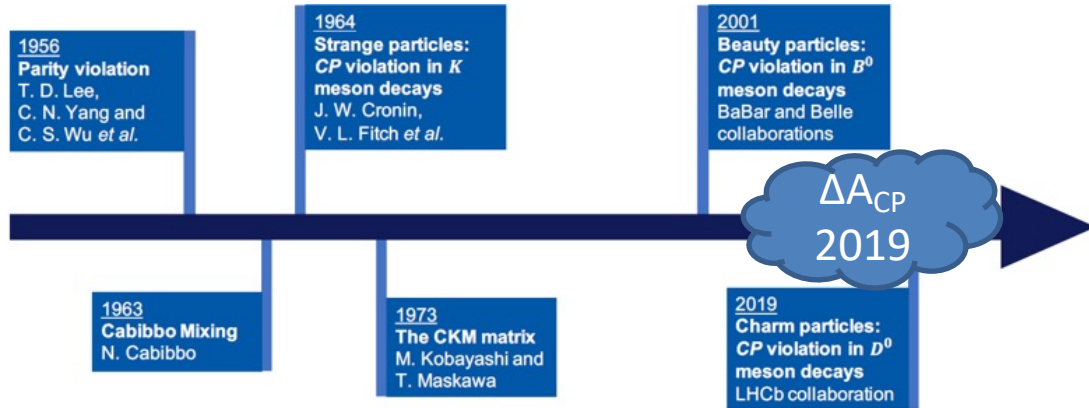 1956
Parity violation
T. D. Lee,
C. N. Yang and
C. S. Wu et al.
1964
Strange particles:
CP violation in K
meson decays
J. W. Cronin,
V. L. Fitch et al.
2001
Beauty particles:
CP violation in B⁰
meson decays
BaBar and Belle
collaborations
ΔA_CP
2019
1963
Cabibbo Mixing
N. Cabibbo
1973
The CKM matrix
M. Kobayashi and
T. Maskawa
2019
Charm particles:
CP violation in D⁰
meson decays
LHCb collaboration